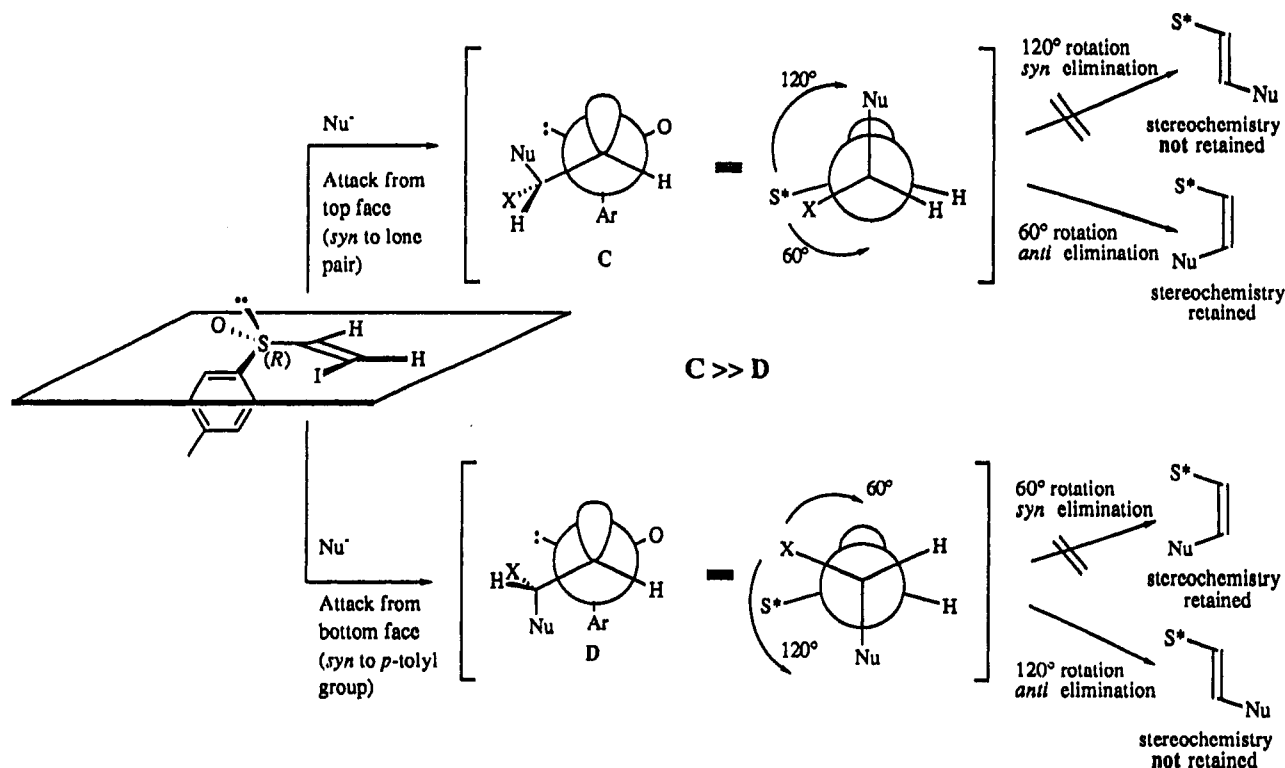 Nu⁻
Attack from
top face
(syn to lone
pair)
Nu
X
H
:
O
H
Ar
C
120°
Nu
S*
X
H
H
60°
120° rotation
syn elimination
S*
Nu
stereochemistry
not retained
60° rotation
anti elimination
S*
Nu
stereochemistry
retained
O
S
(R)
H
H
I
C >> D
Nu⁻
Attack from
bottom face
(syn to p-tolyl
group)
H
X
Nu
:
O
H
Ar
D
60°
X
H
S*
H
120°
Nu
60° rotation
syn elimination
S*
Nu
stereochemistry
retained
120° rotation
anti elimination
S*
Nu
stereochemistry
not retained